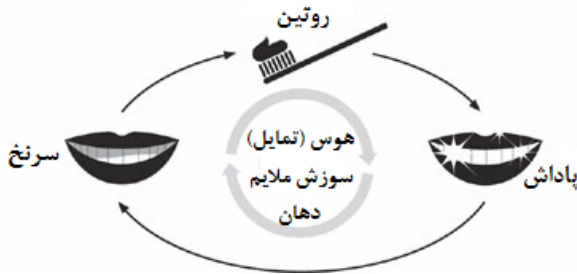 روتین
سرنخ
هوس (تمایل)
سوزش ملایم
دهان
پاداش